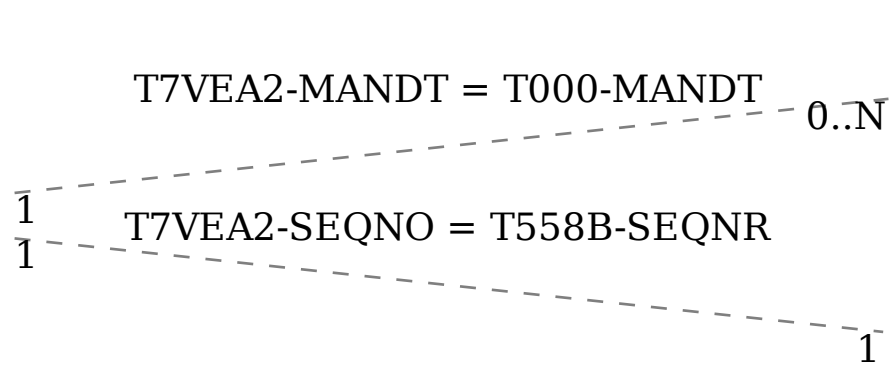 T7VEA2-MANDT = T000-MANDT
0..N
1
T7VEA2-SEQNO = T558B-SEQNR
1
1